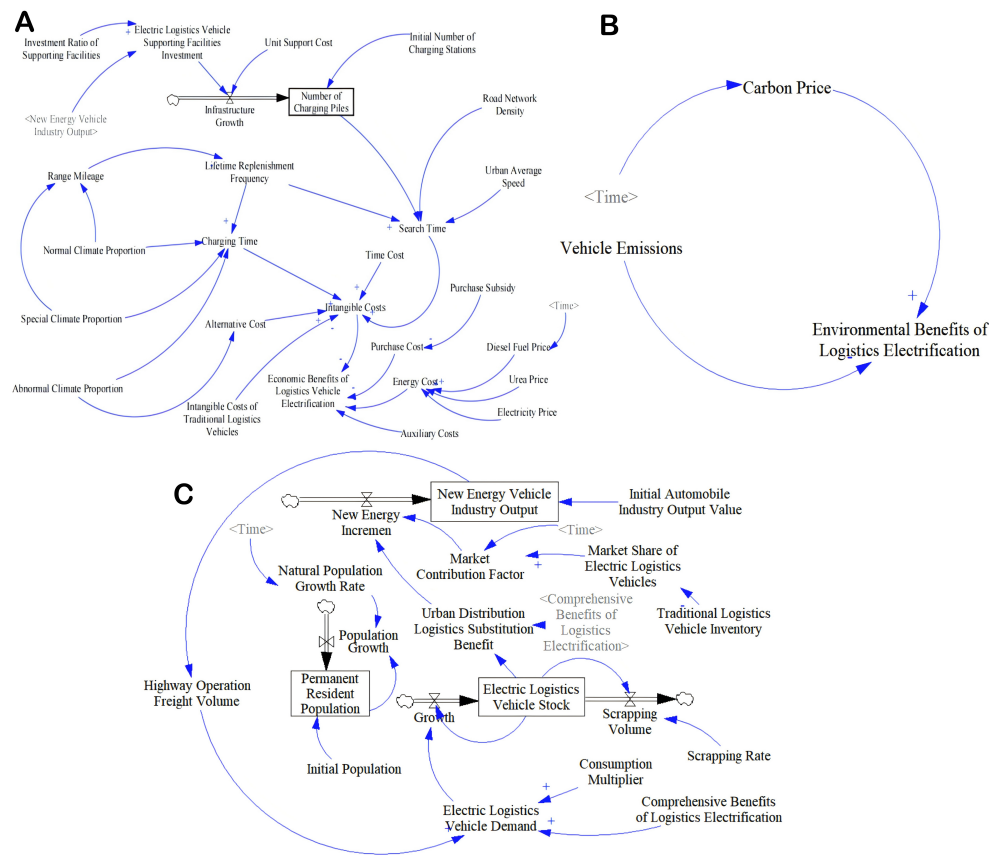 A
Investment Ratio of
Supporting Facilities
+
Electric Logistics Vehicle
Supporting Facilities
Investment
Unit Support Cost
Initial Number of
Charging Stations
Number of
Charging Piles
Infrastructure
Growth
Road Network
Density
<New Energy Vehicle
Industry Output>
Range Mileage
Lifetime Replenishment
Frequency
Urban Average
Speed
+
+
Search Time
Charging Time
Normal Climate Proportion
Time Cost
+
Purchase Subsidy
Special Climate Proportion
Alternative Cost
+
Intangible Costs
+
+
-
<Time>
-
Purchase Cost
Diesel Fuel Price
Abnormal Climate Proportion
-
Economic Benefits of
Logistics Vehicle
Electrification
-
Energy Cost
+
+
Urea Price
Intangible Costs of
Traditional Logistics
Vehicles
Electricity Price
Auxiliary Costs
B
Carbon Price
<Time>
Vehicle Emissions
+
Environmental Benefits of
Logistics Electrification
-
C
New Energy Vehicle
Industry Output
Initial Automobile
Industry Output Value
New Energy
Incremen
<Time>
<Time>
Market
Contribution Factor
+
Market Share of
Electric Logistics
Vehicles
Natural Population
Growth Rate
<Comprehensive
Benefits of
Logistics
Electrification>
-
Traditional Logistics
Vehicle Inventory
Urban Distribution
Logistics Substitution
Benefit
Population
Growth
Highway Operation
Freight Volume
Permanent
Resident
Population
Electric Logistics
Vehicle Stock
Growth
Scrapping
Volume
Scrapping Rate
Initial Population
Consumption
Multiplier
+
Electric Logistics
Vehicle Demand
+
+
Comprehensive Benefits
of Logistics Electrification